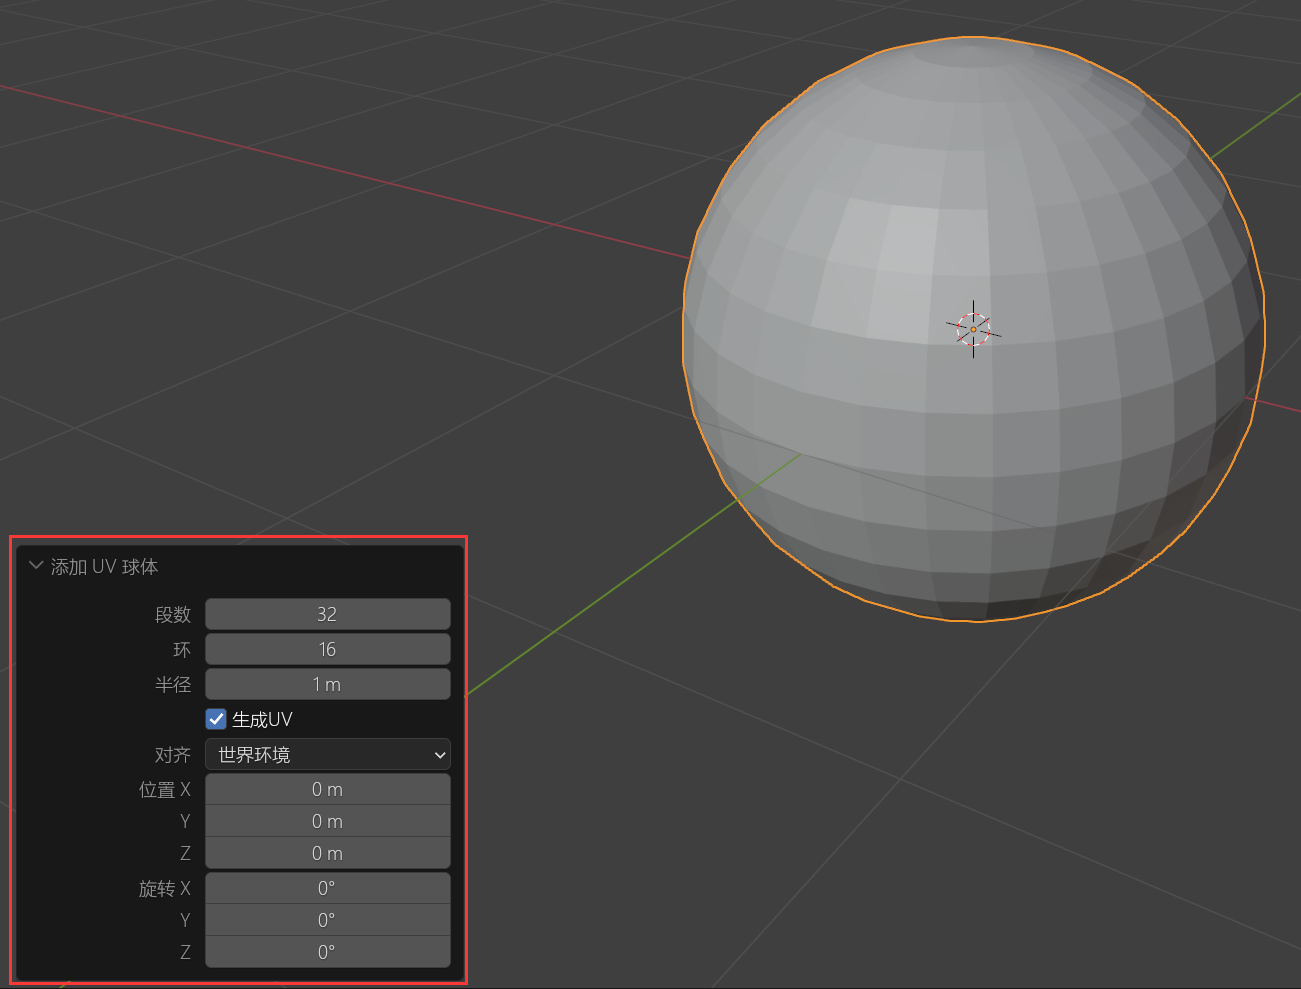 添加 UV 球体
段数 32
环 16
半径 1 m
生成UV
对齐 世界环境
位置 X 0 m
Y 0 m
Z 0 m
旋转 X 0°
Y 0°
Z 0°